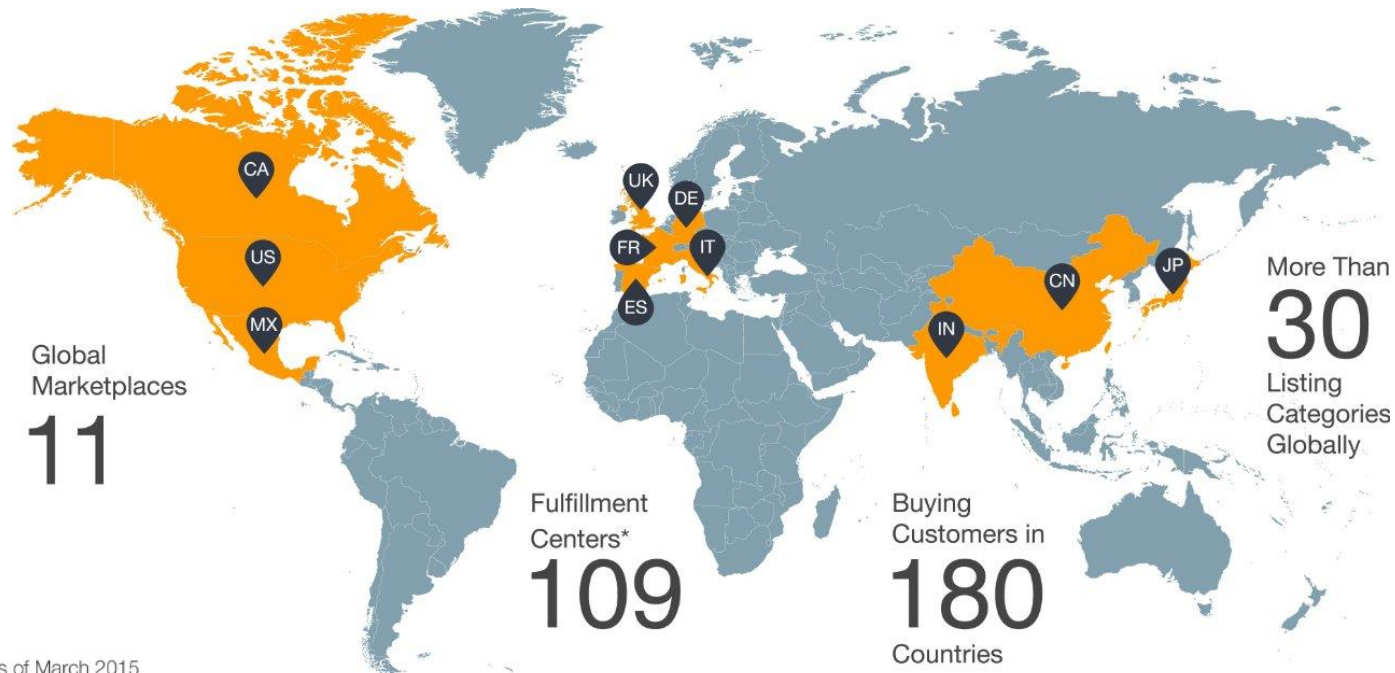 CA
US
MX
UK
DE
FR
IT
ES
CN
JP
IN
Global
Marketplaces
11
Fulfillment
Centers*
109
Buying
Customers in
180
Countries
More Than
30
Listing
Categories
Globally
s of March 2015